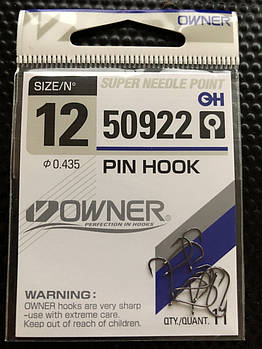 OWNER
SIZE/N°
SUPER NEEDLE POINT
12
50922
OH
Φ 0.435
PIN HOOK
OWNER®
PERFECTION IN HOOKS
WARNING:
OWNER hooks are very sharp
-use with extreme care.
Keep out of reach of children.
QTY./QUANT. 14